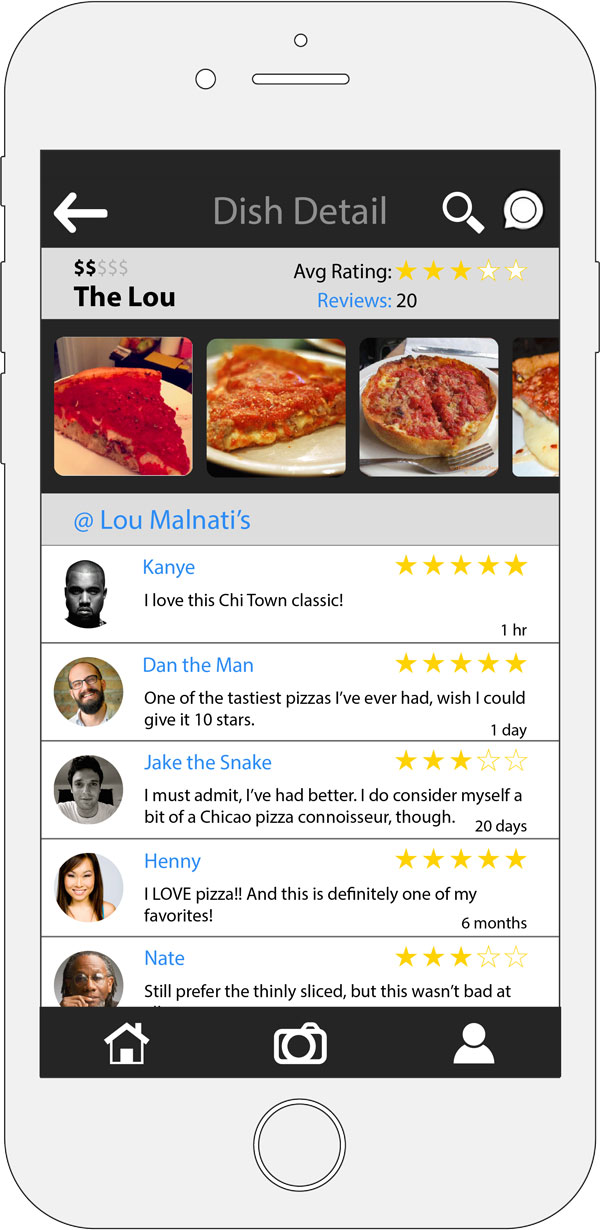 Dish Detail
$$$$$
Avg Rating:
The Lou
Reviews: 20
@ Lou Malnati’s
Kanye
I love this Chi Town classic!
1 hr
Dan the Man
One of the tastiest pizzas I’ve ever had, wish I could
give it 10 stars.
1 day
Jake the Snake
I must admit, I’ve had better. I do consider myself a
bit of a Chicao pizza connoisseur, though.
20 days
Henny
I LOVE pizza!! And this is definitely one of my
favorites!
6 months
Nate
Still prefer the thinly sliced, but this wasn’t bad at